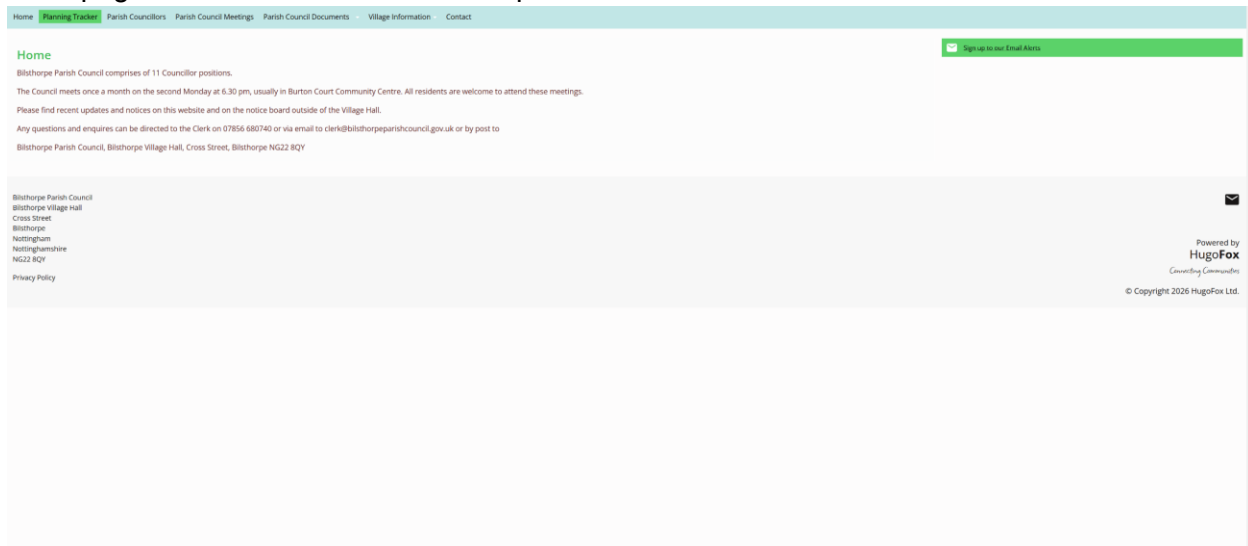 Home Planning Tracker Parish Councillors Parish Council Meetings Parish Council Documents Village Information Contact
Sign up to our Email Alerts
Home
Bilsthorpe Parish Council comprises of 11 Councillor positions.
The Council meets once a month on the second Monday at 6.30 pm, usually in Burton Court Community Centre. All residents are welcome to attend these meetings.
Please find recent updates and notices on this website and on the notice board outside of the Village Hall.
Any questions and enquires can be directed to the Clerk on 07856 680740 or via email to clerk@bilsthorpeparishcouncil.gov.uk or by post to
Bilsthorpe Parish Council, Bilsthorpe Village Hall, Cross Street, Bilsthorpe NG22 8QY
Bilsthorpe Parish Council
Bilsthorpe Village Hall
Cross Street
Bilsthorpe
Nottingham
Nottinghamshire
NG22 8QY
Privacy Policy
Powered by
HugoFox
Connecting Communities
© Copyright 2026 HugoFox Ltd.